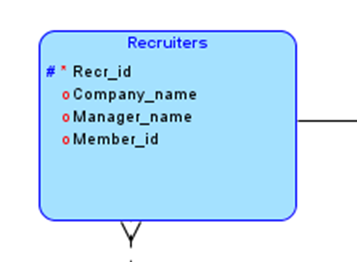 Recruiters
# * Recr_id
o Company_name
o Manager_name
o Member_id